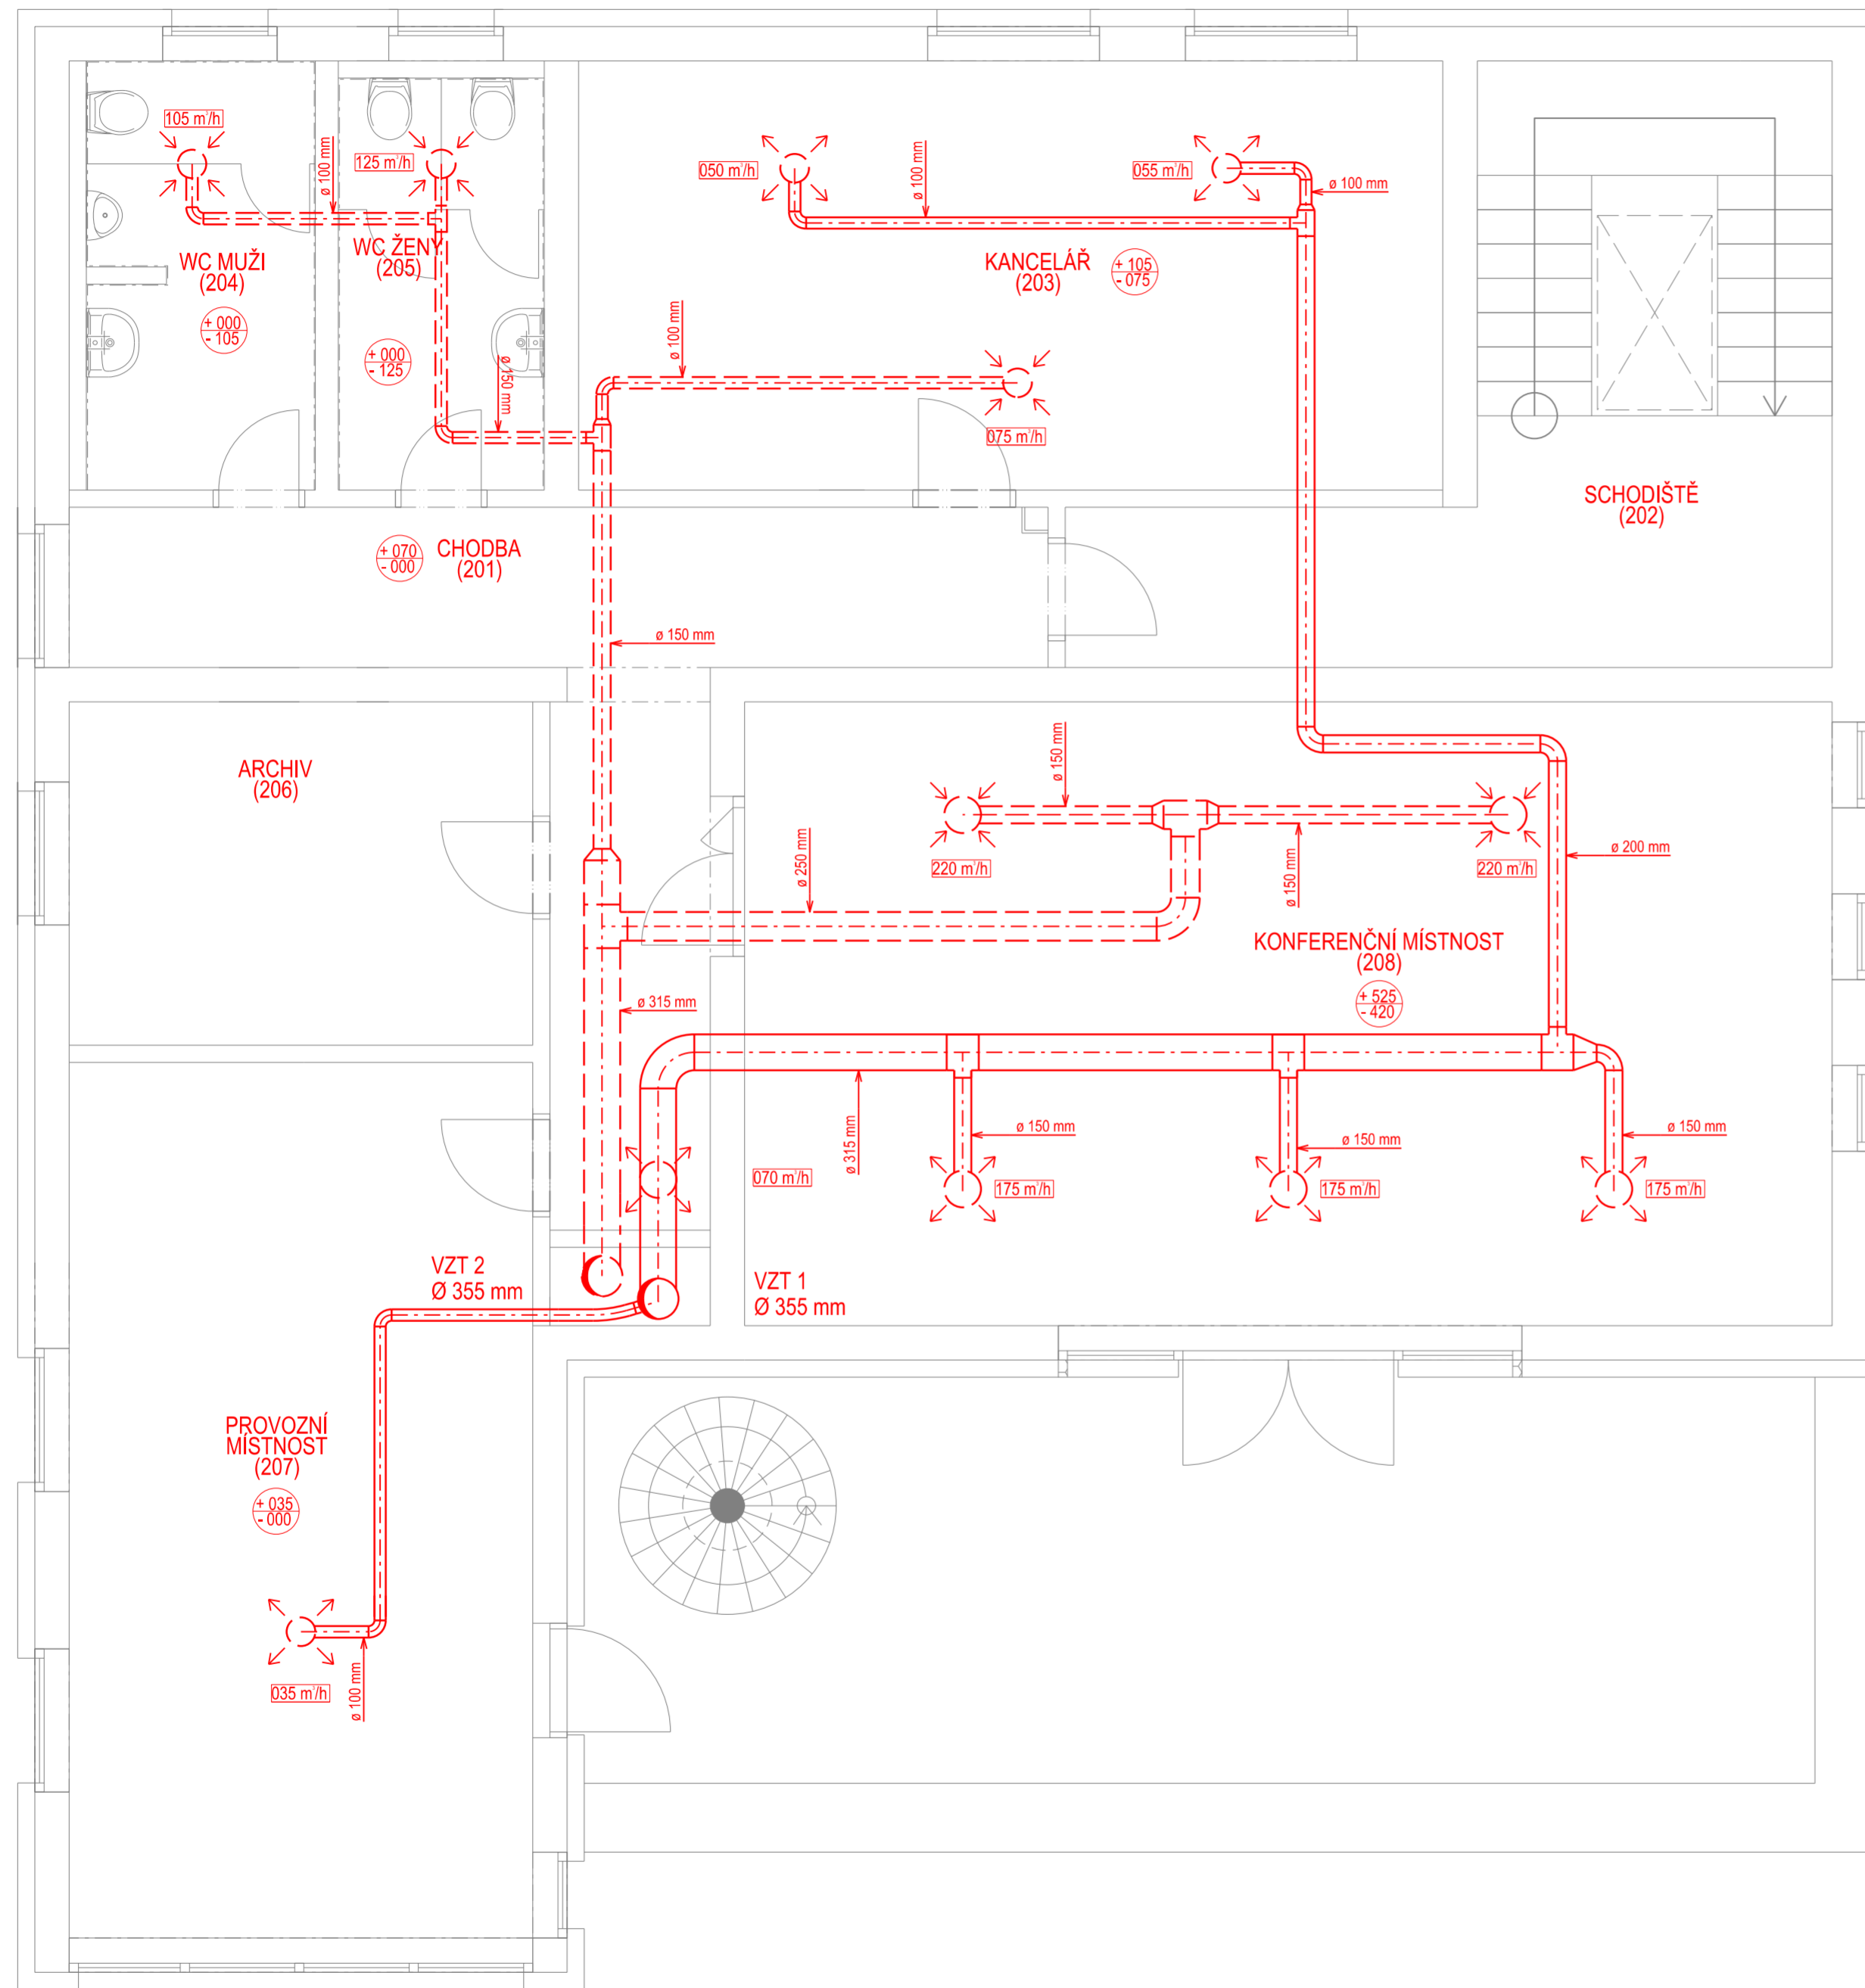 105 m³/h
ø 100 mm
125 m³/h
050 m³/h
ø 100 mm
055 m³/h
ø 100 mm
WC MUŽI
(204)
+ 000
- 105
WC ŽENY
(205)
+ 000
- 125
KANCELÁŘ
(203)
+ 105
- 075
ø 150 mm
ø 100 mm
075 m³/h
SCHODIŠTĚ
(202)
+ 070
- 000
CHODBA
(201)
ø 150 mm
ARCHIV
(206)
ø 150 mm
220 m³/h
ø 250 mm
ø 150 mm
220 m³/h
ø 200 mm
KONFERENČNÍ MÍSTNOST
(208)
+ 525
- 420
ø 315 mm
ø 315 mm
ø 150 mm
ø 150 mm
ø 150 mm
070 m³/h
175 m³/h
175 m³/h
175 m³/h
VZT 2
Ø 355 mm
VZT 1
Ø 355 mm
PROVOZNÍ
MÍSTNOST
(207)
+ 035
- 000
035 m³/h
ø 100 mm